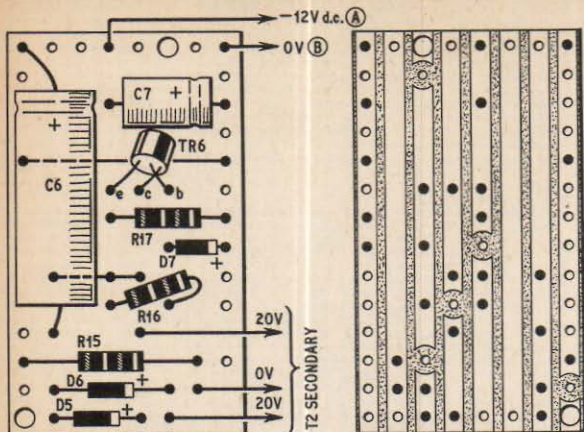 −12V d.c. Ⓐ
0V Ⓑ
C7 +
+
TR6
C6
e c b
R17
D7
+
R16
20V
R15
0V
D6 +
20V
D5 +
T2 SECONDARY